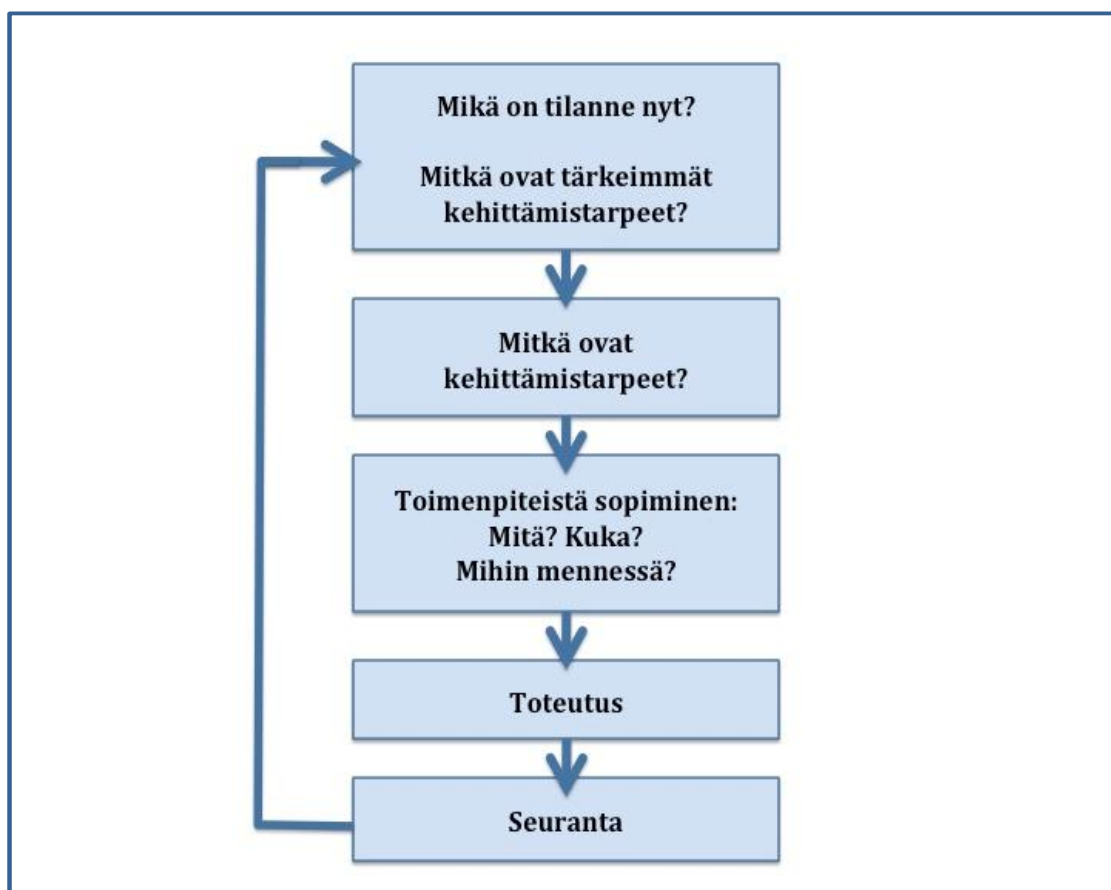 Mikä on tilanne nyt?
Mitkä ovat tärkeimmät
kehittämistarpeet?
Mitkä ovat
kehittämistarpeet?
Toimenpiteistä sopiminen:
Mitä? Kuka?
Mihin mennessä?
Toteutus
Seuranta